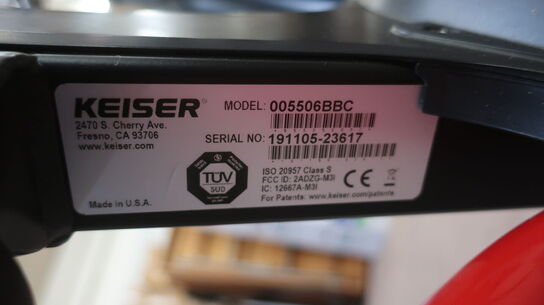 KEISER®
MODEL: 005506BBC
2470 S. Cherry Ave.
Fresno, CA 93706
www.keiser.com
SERIAL NO: 191105-23617
TÜV
SUD
ISO 20957 Class S
FCC ID: 2ADZG-M3I
IC: 12667A-M3I
CE
For Patents: www.keiser.com/patents
Made in U.S.A.